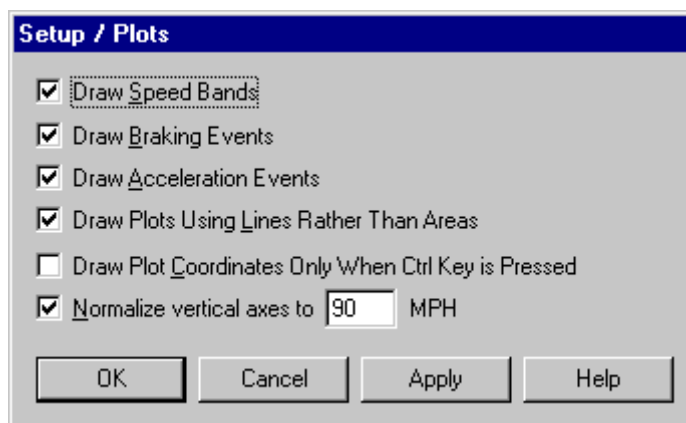 Setup / Plots
Draw Speed Bands
Draw Braking Events
Draw Acceleration Events
Draw Plots Using Lines Rather Than Areas
Draw Plot Coordinates Only When Ctrl Key is Pressed
Normalize vertical axes to 90 MPH
OK Cancel Apply Help